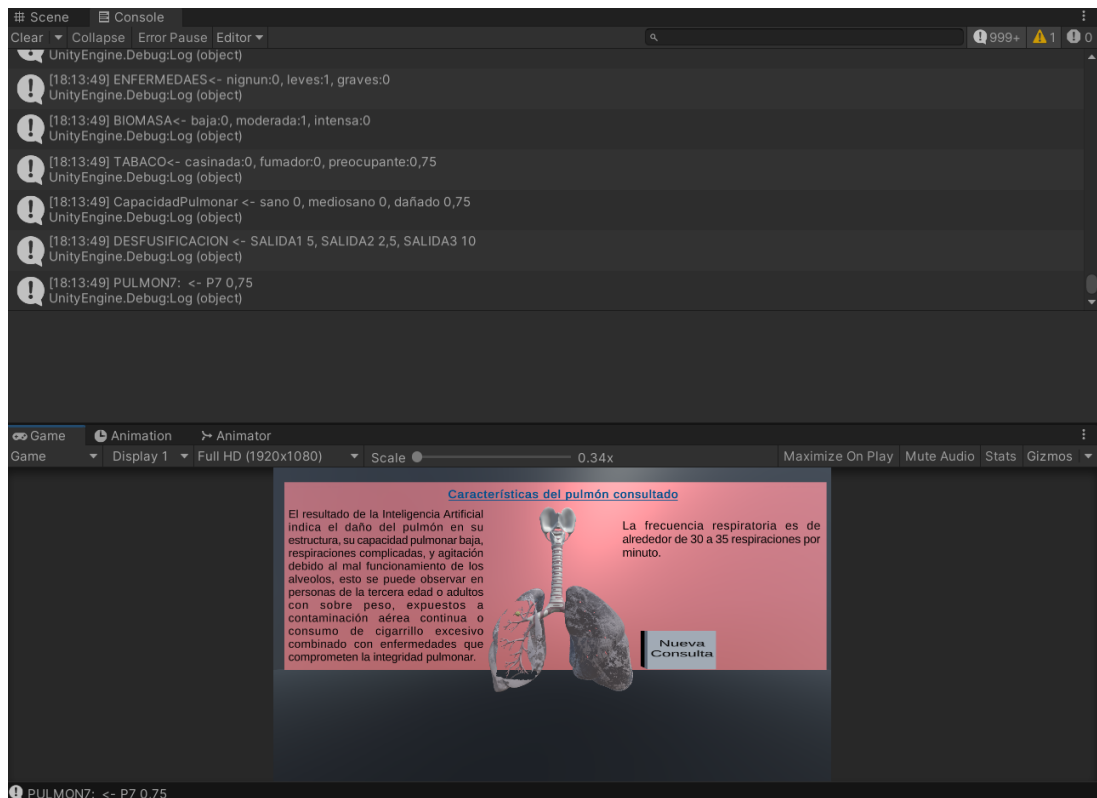 Scene Console
Clear Collapse Error Pause Editor 999+ 1 0
UnityEngine.Debug:Log (object)
[18:13:49] ENFERMEDAES<- nignun:0, leves:1, graves:0
UnityEngine.Debug:Log (object)
[18:13:49] BIOMASA<- baja:0, moderada:1, intensa:0
UnityEngine.Debug:Log (object)
[18:13:49] TABACO<- casinada:0, fumador:0, preocupante:0,75
UnityEngine.Debug:Log (object)
[18:13:49] CapacidadPulmonar <- sano 0, mediosano 0, dañado 0,75
UnityEngine.Debug:Log (object)
[18:13:49] DESFUSIFICACION <- SALIDA1 5, SALIDA2 2,5, SALIDA3 10
UnityEngine.Debug:Log (object)
[18:13:49] PULMON7: <- P7 0,75
UnityEngine.Debug:Log (object)
Game Animation Animator
Game Display 1 Full HD (1920x1080) Scale 0.34x Maximize On Play Mute Audio Stats Gizmos
Características del pulmón consultado
El resultado de la Inteligencia Artificial
indica el daño del pulmón en su
estructura, su capacidad pulmonar baja,
respiraciones complicadas, y agitación
debido al mal funcionamiento de los
alveolos, esto se puede observar en
personas de la tercera edad o adultos
con sobre peso, expuestos a
contaminación aérea continua o
consumo de cigarrillo excesivo
combinado con enfermedades que
comprometen la integridad pulmonar.
La frecuencia respiratoria es de
alrededor de 30 a 35 respiraciones por
minuto.
Nueva
Consulta
PULMON7: <- P7 0,75